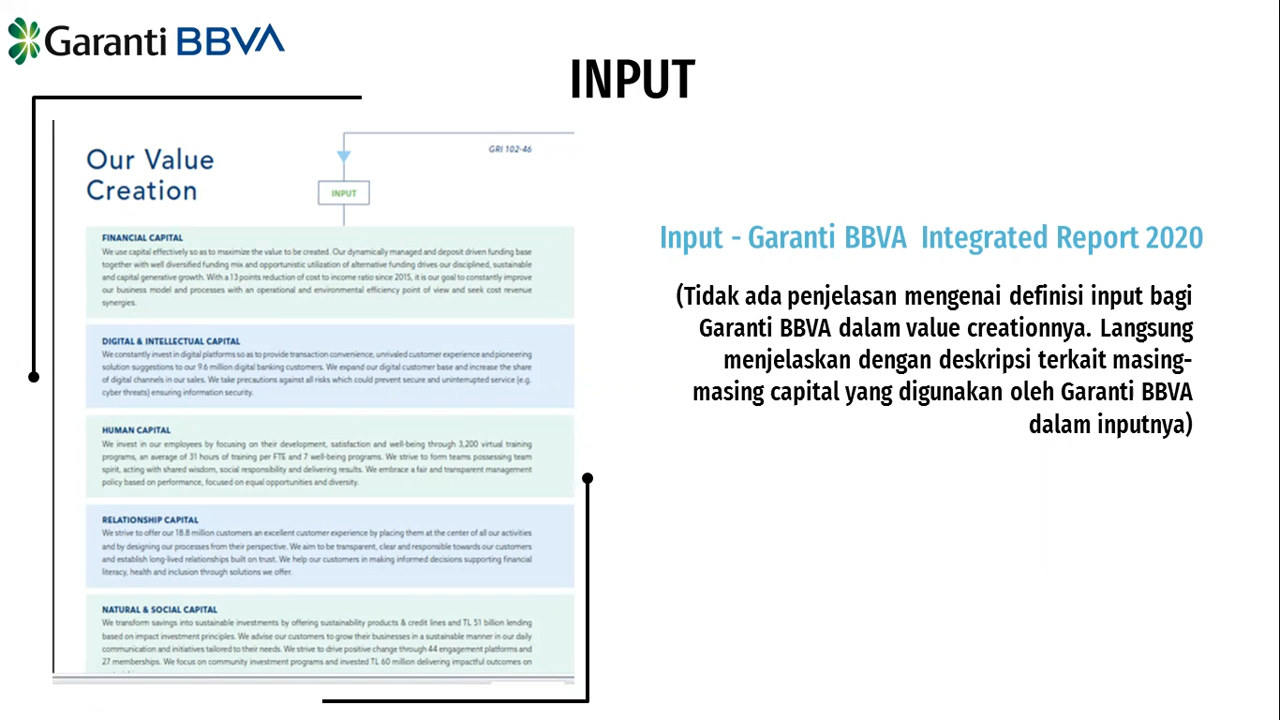 Garanti BBVA
INPUT
Our Value
Creation
GRI 102-46
INPUT
FINANCIAL CAPITAL
We use capital effectively so as to maximize the value to be created. Our dynamically managed and deposit driven funding base
together with well diversified funding mix and opportunistic utilization of alternative funding drives our disciplined, sustainable
and capital generative growth. With a 13 points reduction of cost to income ratio since 2015, it is our goal to constantly improve
our business model and processes with an operational and environmental efficiency point of view and seek cost revenue
synergies.
DIGITAL & INTELLECTUAL CAPITAL
We constantly invest in digital platforms so as to provide transaction convenience, unrivaled customer experience and pioneering
solution suggestions to our 9.6 million digital banking customers. We expand our digital customer base and increase the share
of digital channels in our sales. We take precautions against all risks which could prevent secure and uninterrupted service (e.g.
cyber threats) ensuring information security.
HUMAN CAPITAL
We invest in our employees by focusing on their development, satisfaction and well-being through 3,200 virtual training
programs, an average of 31 hours of training per FTE and 7 well-being programs. We strive to form teams possessing team
spirit, acting with shared wisdom, social responsibility and delivering results. We embrace a fair and transparent management
policy based on performance, focused on equal opportunities and diversity.
RELATIONSHIP CAPITAL
We strive to offer our 18.8 million customers an excellent customer experience by placing them at the center of all our activities
and by designing our processes from their perspective. We aim to be transparent, clear and responsible towards our customers
and establish long-lived relationships built on trust. We help our customers in making informed decisions supporting financial
literacy, health and inclusion through solutions we offer.
NATURAL & SOCIAL CAPITAL
We transform savings into sustainable investments by offering sustainability products & credit lines and TL 51 billion lending
based on impact investment principles. We advise our customers to grow their businesses in a sustainable manner in our daily
communication and initiatives tailored to their needs. We strive to drive positive change through 44 engagement platforms and
27 memberships. We focus on community investment programs and invested TL 60 million delivering impactful outcomes on
Input - Garanti BBVA Integrated Report 2020
(Tidak ada penjelasan mengenai definisi input bagi
Garanti BBVA dalam value creationnya. Langsung
menjelaskan dengan deskripsi terkait masing-
masing capital yang digunakan oleh Garanti BBVA
dalam inputnya)